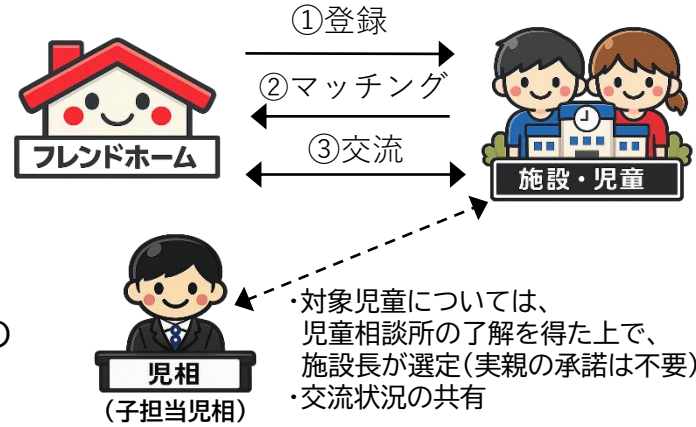 ①登録
②マッチング
③交流
フレンドホーム
施設・児童
・対象児童については、
児童相談所の了解を得た上で、
施設長が選定(実親の承諾は不要)
・交流状況の共有
児相
(子担当児相)